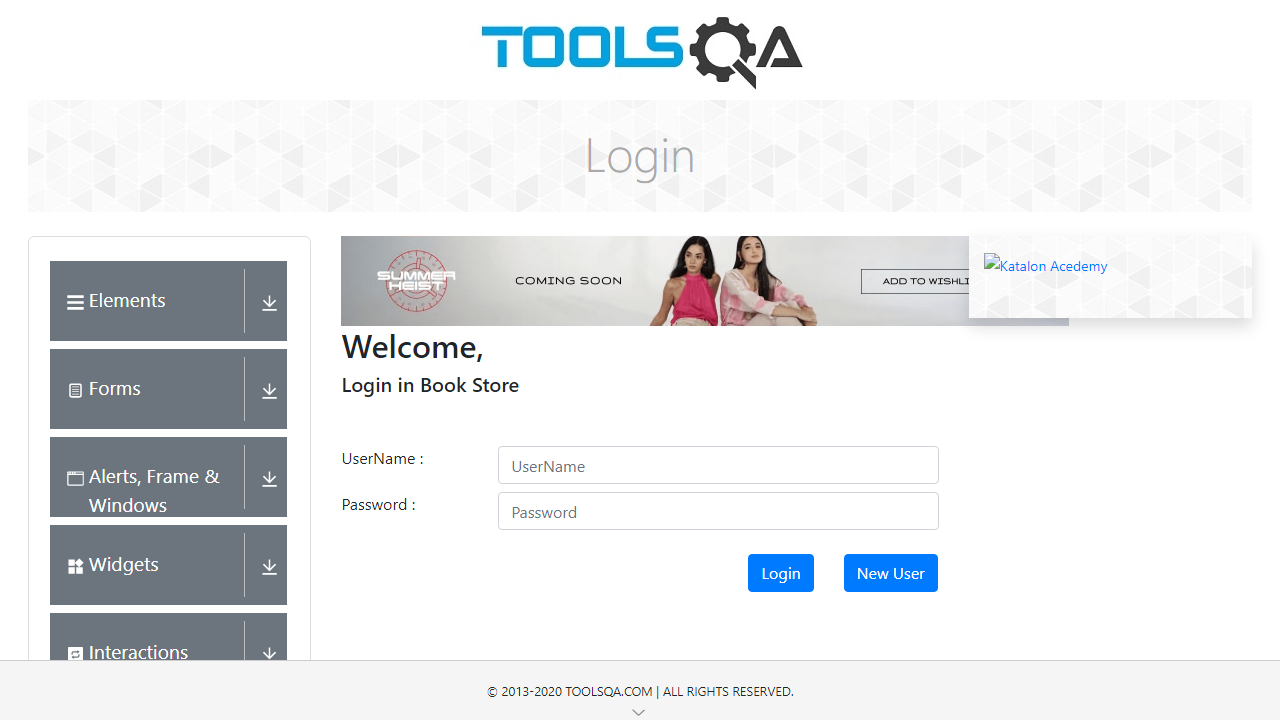 TOOLSQA
Login
Elements
Forms
Alerts, Frame &
Windows
Widgets
Interactions
SUMMER
HEIST
COMING SOON
ADD TO WISHLI
Katalon Acedemy
Welcome,
Login in Book Store
UserName :
UserName
Password :
Password
Login
New User
© 2013-2020 TOOLSQA.COM | ALL RIGHTS RESERVED.